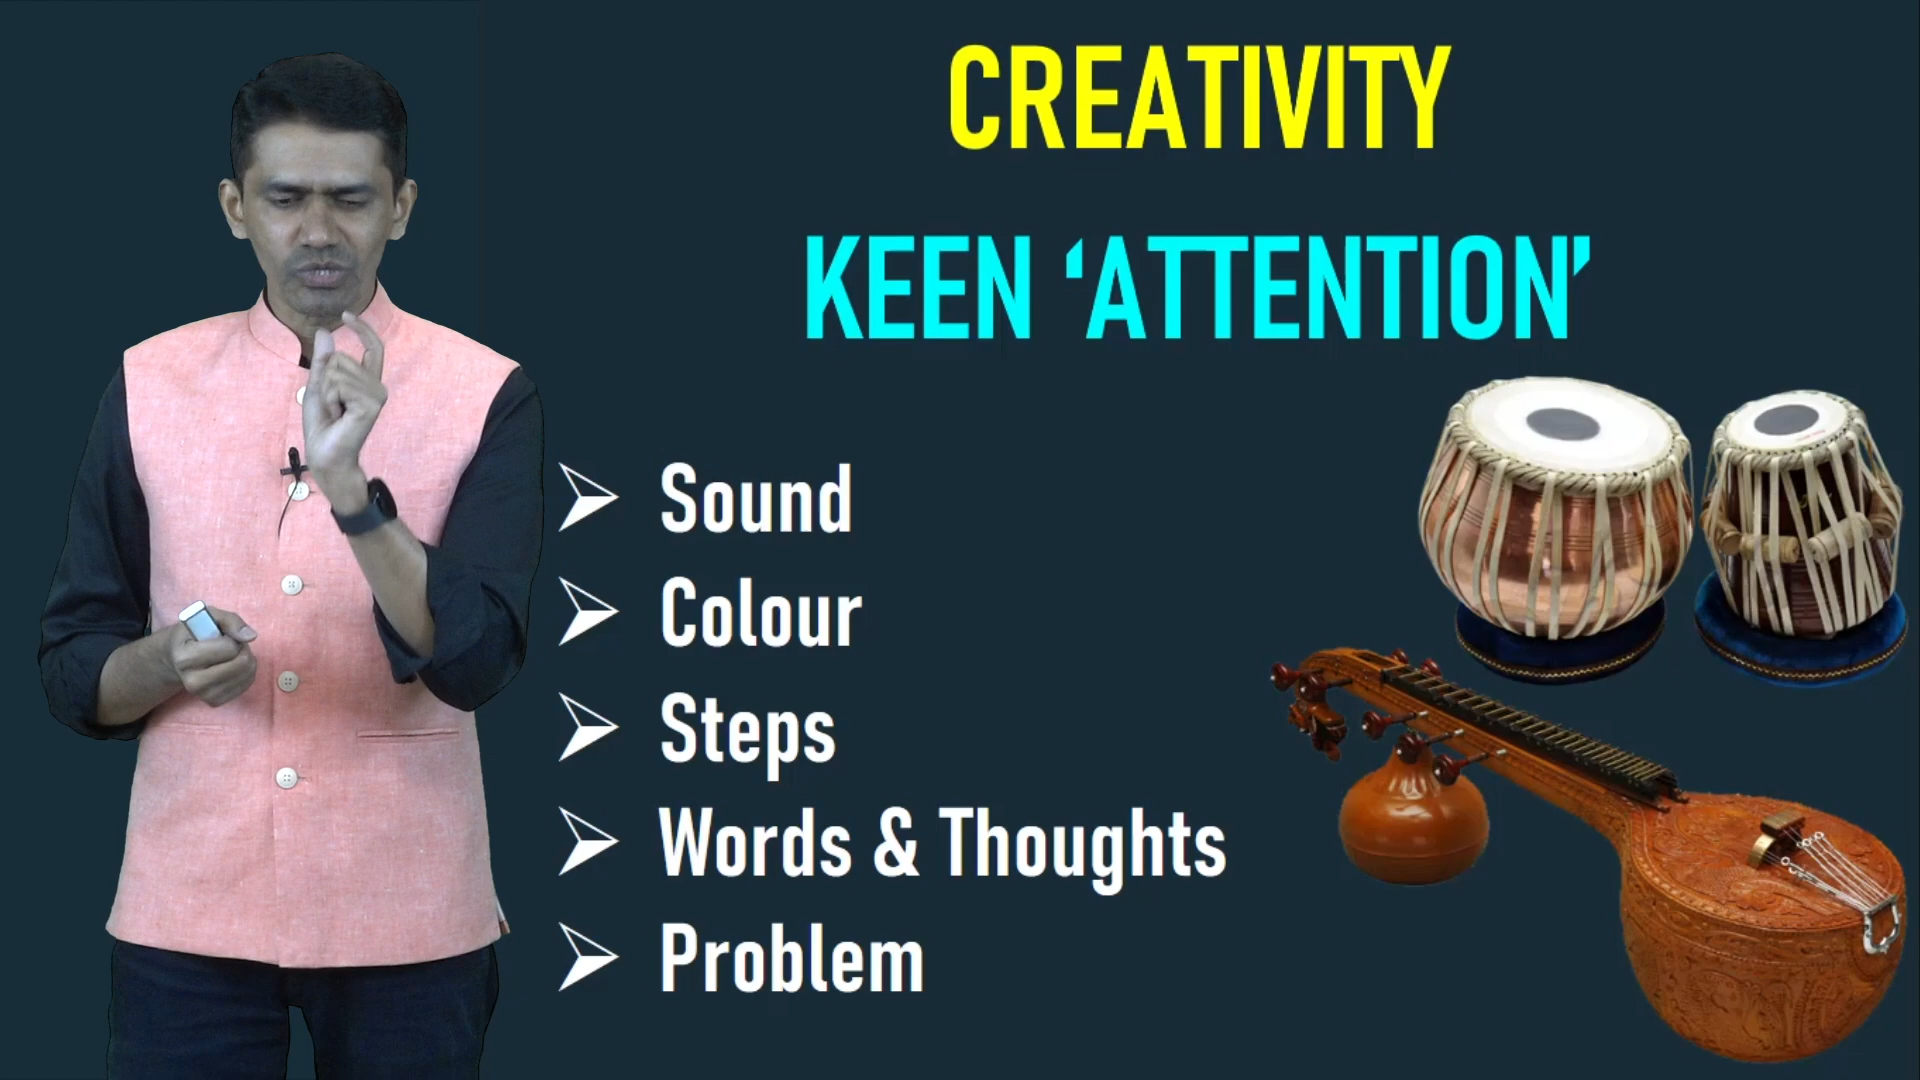 CREATIVITY
KEEN ‘ATTENTION’
Sound
Colour
Steps
Words & Thoughts
Problem